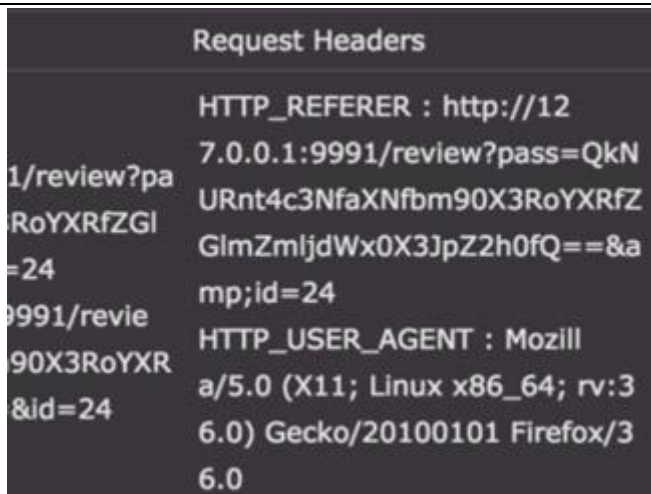 Request Headers
1/review?pa
RoYXRfZGl
=24
9991/revie
90X3RoYXR
&id=24
HTTP_REFERER : http://12
7.0.0.1:9991/review?pass=QkN
URnt4c3NfaXNfbm90X3RoYXRfZ
GlmZmljdWx0X3JpZ2h0fQ==&a
mp;id=24
HTTP_USER_AGENT : Mozill
a/5.0 (X11; Linux x86_64; rv:3
6.0) Gecko/20100101 Firefox/3
6.0